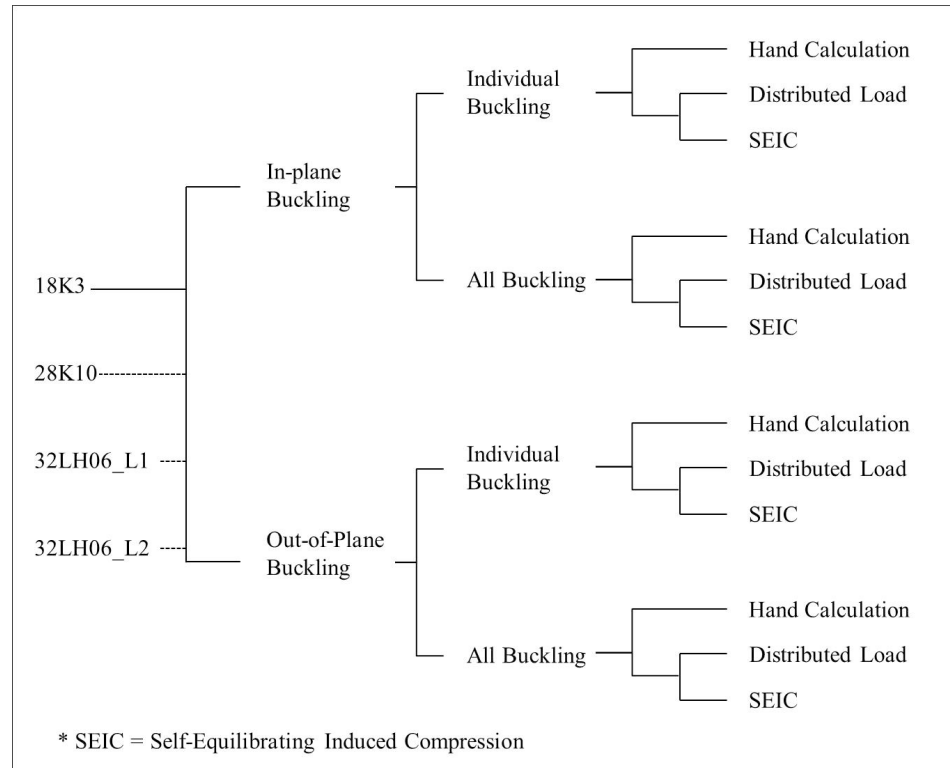 18K3
28K10
32LH06_L1
32LH06_L2
In-plane
Buckling
Out-of-Plane
Buckling
Individual
Buckling
All Buckling
Individual
Buckling
All Buckling
Hand Calculation
Distributed Load
SEIC
Hand Calculation
Distributed Load
SEIC
Hand Calculation
Distributed Load
SEIC
Hand Calculation
Distributed Load
SEIC
* SEIC = Self-Equilibrating Induced Compression